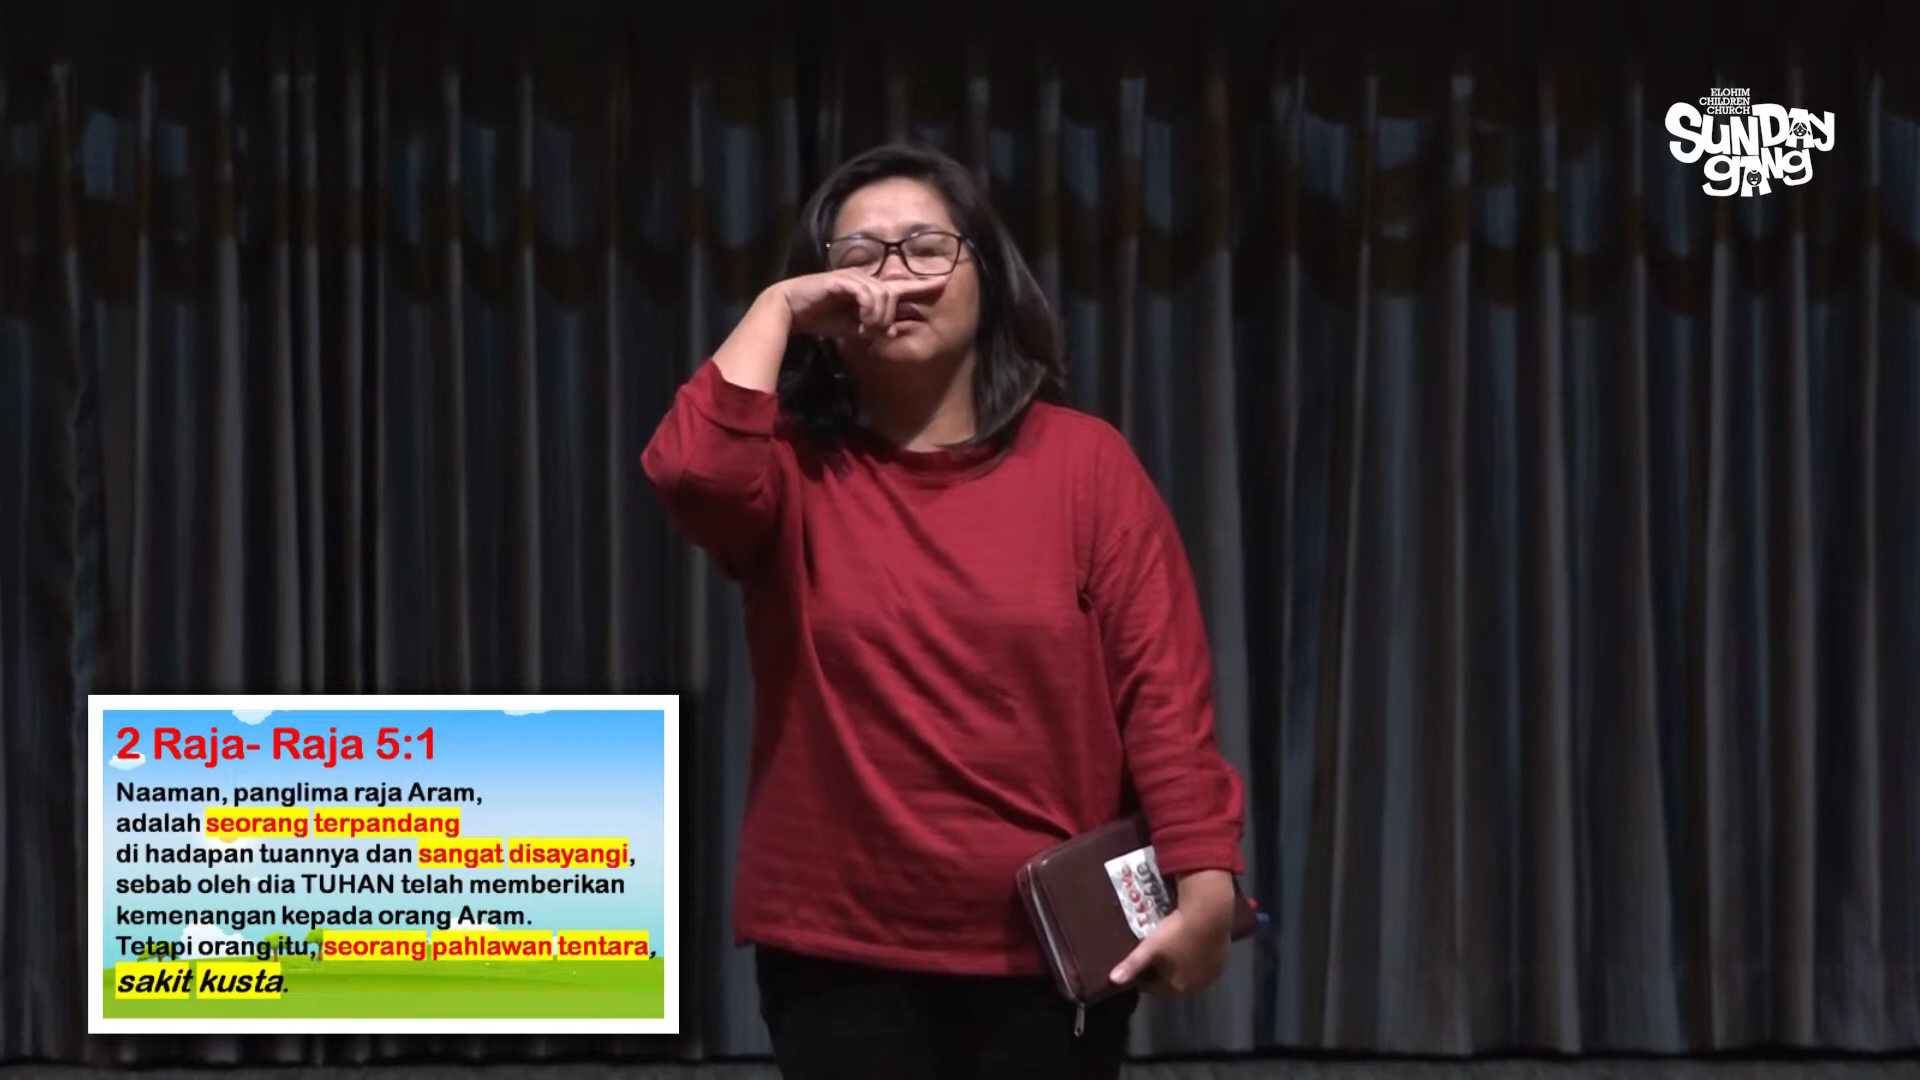 ELOHIM
CHILDREN
CHURCH
SUNDAY
gANg
2 Raja- Raja 5:1
Naaman, panglima raja Aram,
adalah seorang terpandang
di hadapan tuannya dan sangat disayangi,
sebab oleh dia TUHAN telah memberikan
kemenangan kepada orang Aram.
Tetapi orang itu, seorang pahlawan tentara,
sakit kusta.